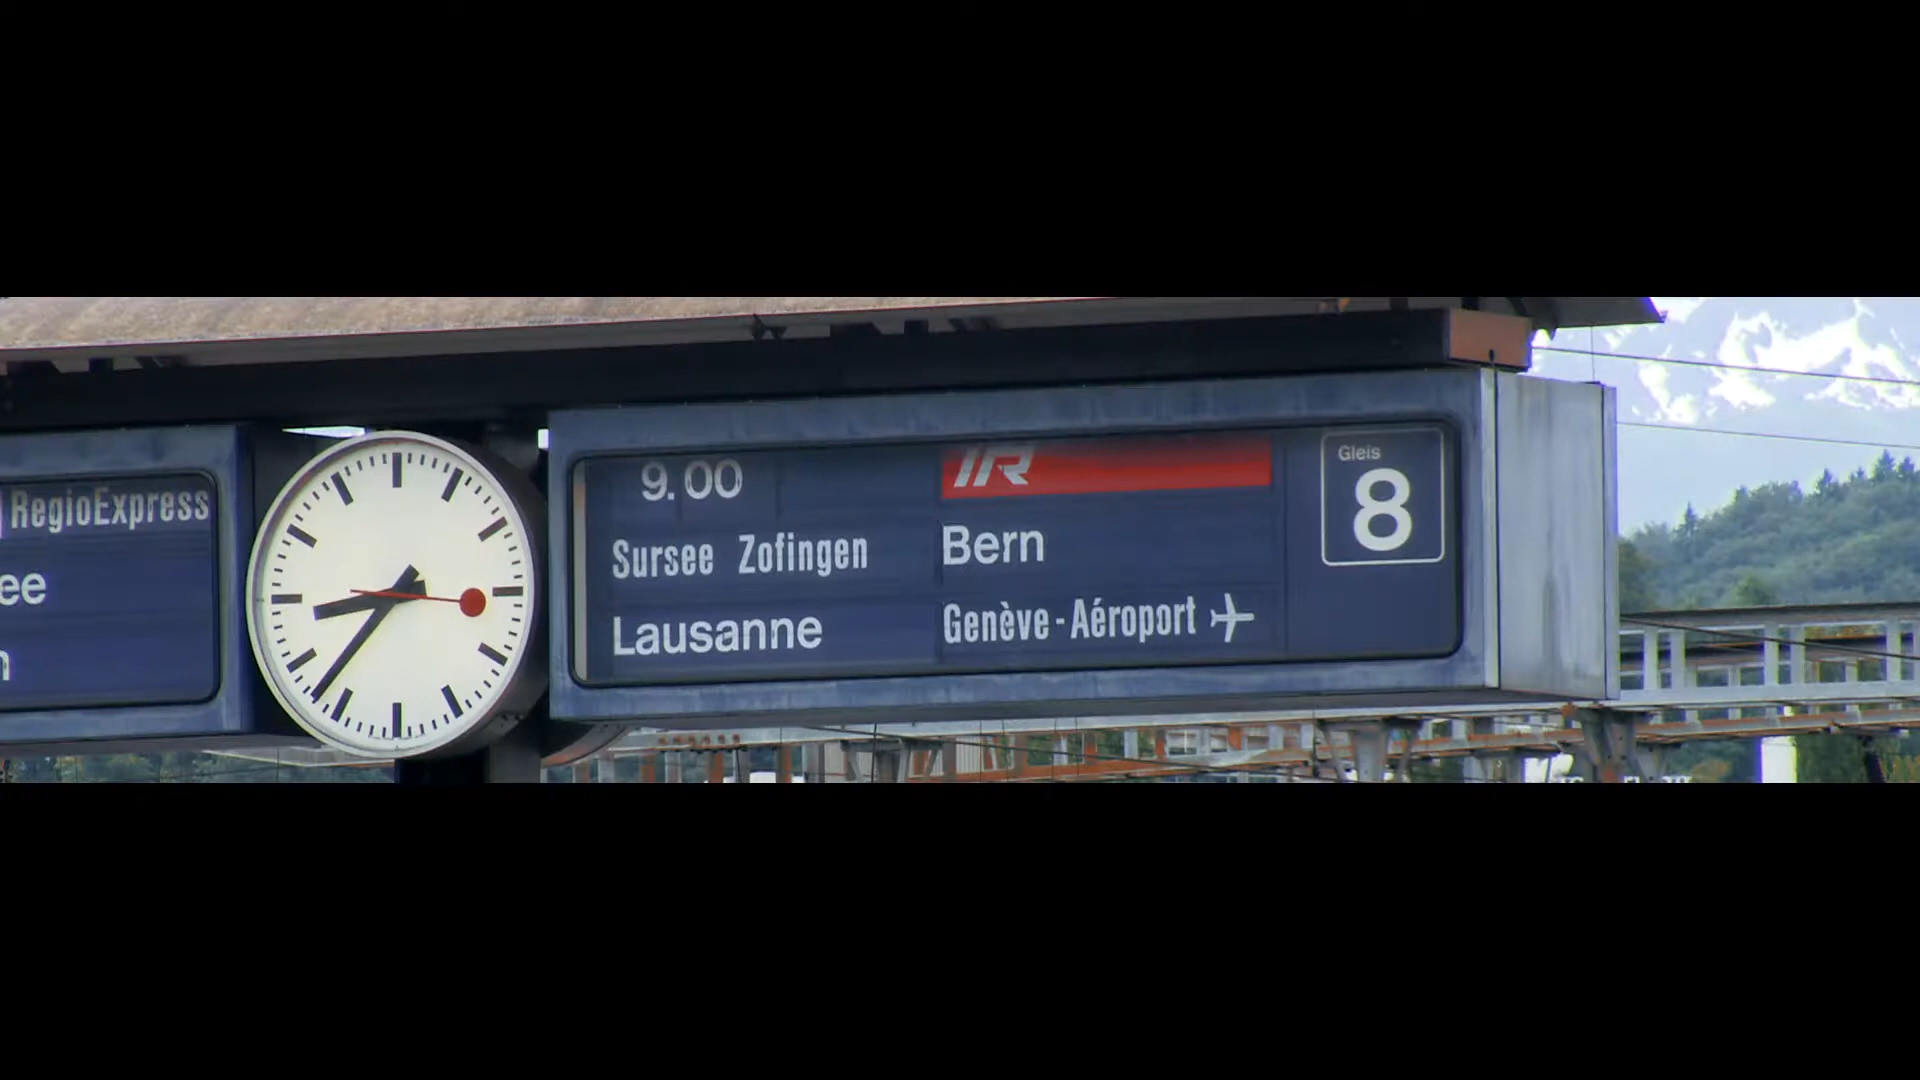 RegioExpress
ee
9.00 IR
Gleis
8
Sursee Zofingen Bern
Lausanne Genève-Aéroport